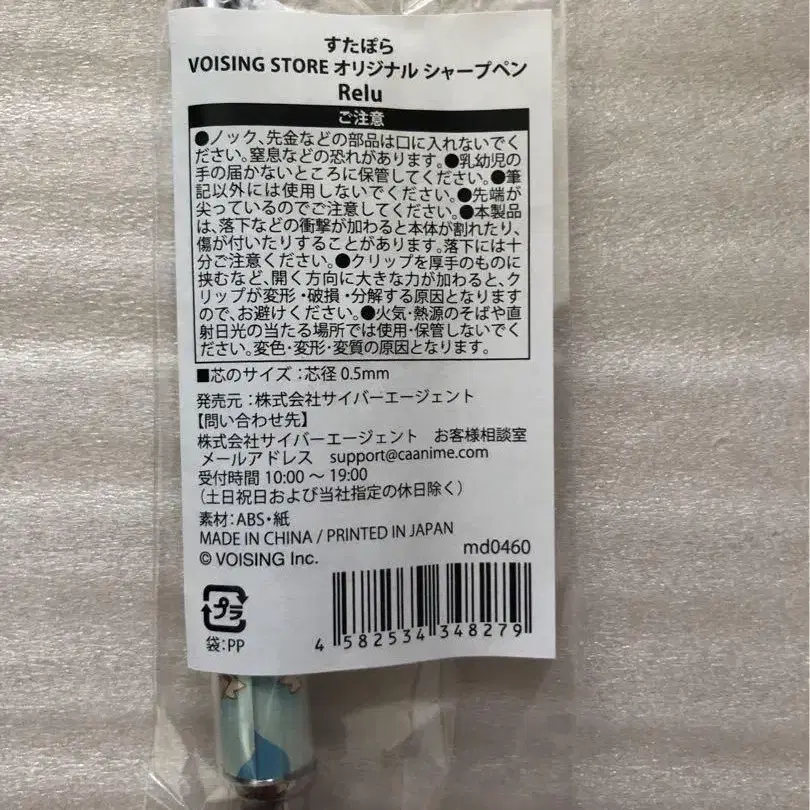 すたぽら
VOISING STORE オリジナル シャープペン
Relu
ご注意
●ノック、先金などの部品は口に入れないでく
ださい。窒息などの恐れがあります。●乳幼児の
手の届かないところに保管してください。●筆
記以外には使用しないでください。●先端が
尖っているのでご注意してください。●本製品
は、落下などの衝撃が加わると本体が割れたり、
傷が付いたりすることがあります。落下には十
分ご注意ください。●クリップを厚手のものに
挟むなど、開く方向に大きな力が加わると、ク
リップが変形・破損・分解する原因となります
ので、お避けください。●火気・熱源のそばや直
射日光の当たる場所では使用・保管しないでく
ださい。変色・変形・変質の原因となります。
■芯のサイズ：芯径 0.5mm
発売元：株式会社サイバーエージェント
【問い合わせ先】
株式会社サイバーエージェント お客様相談室
メールアドレス support@caanime.com
受付時間 10:00 〜 19:00
（土日祝日および当社指定の休日除く）
素材：ABS・紙
MADE IN CHINA / PRINTED IN JAPAN
© VOISING Inc.
md0460
プラ
袋：PP
4 582534 348279